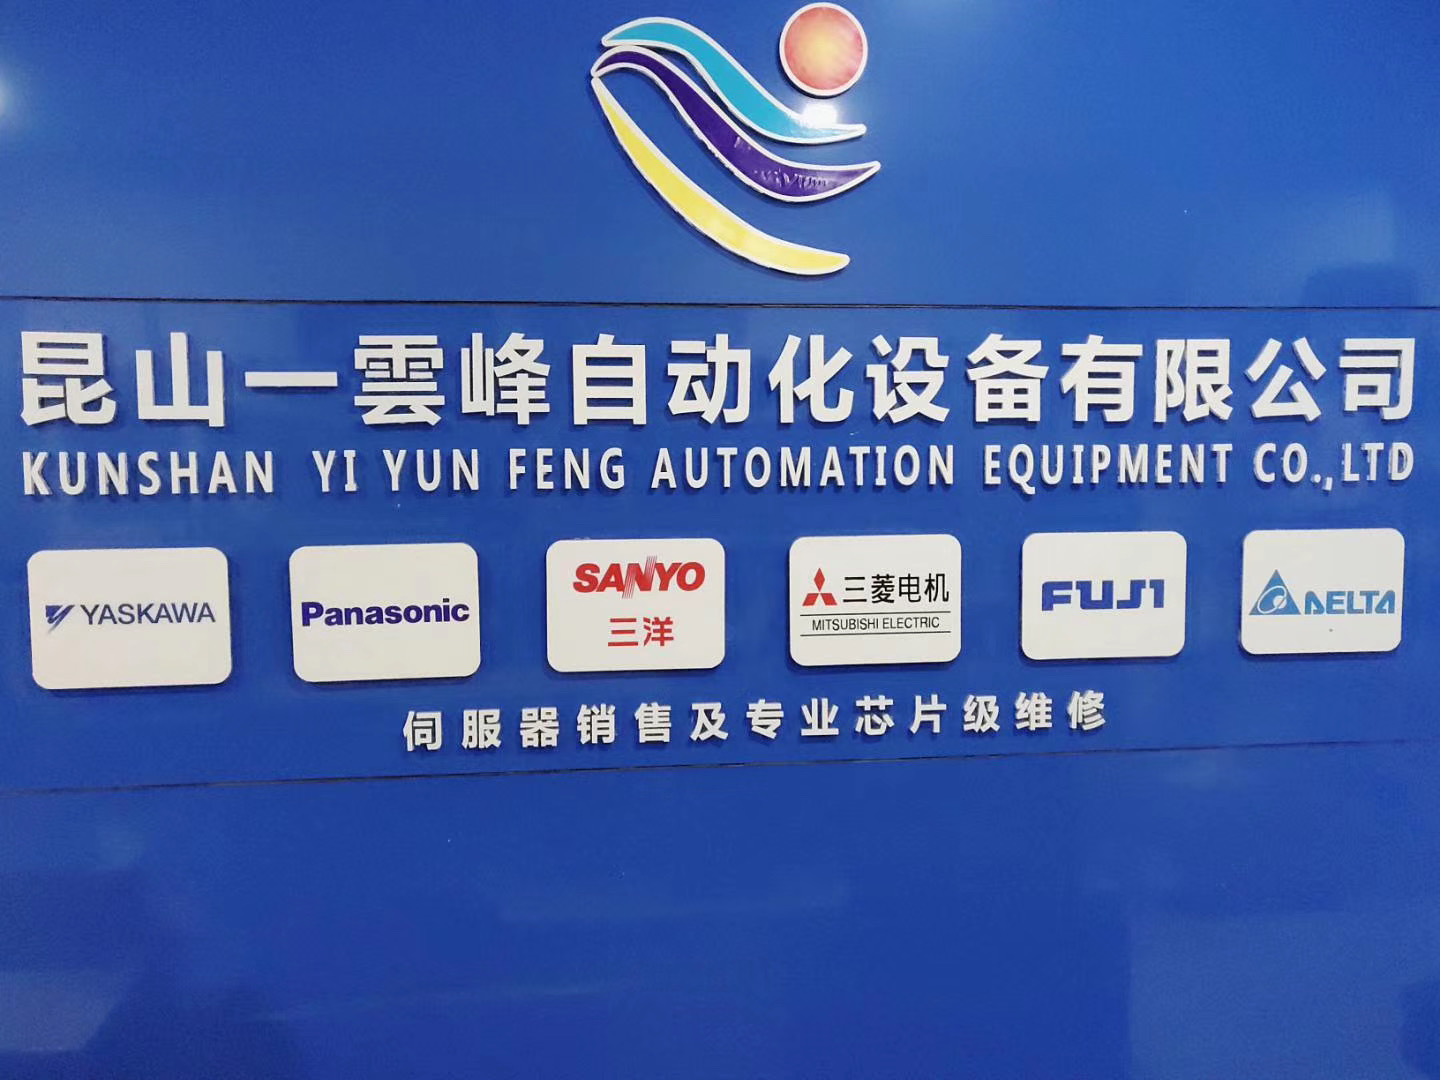 昆山一雲峰自动化设备有限公司
KUNSHAN YI YUN FENG AUTOMATION EQUIPMENT CO.,LTD
YASKAWA
Panasonic
SANYO
三洋
三菱电机
MITSUBISHI ELECTRIC
FUJI
DELTA
伺服器销售及专业芯片级维修